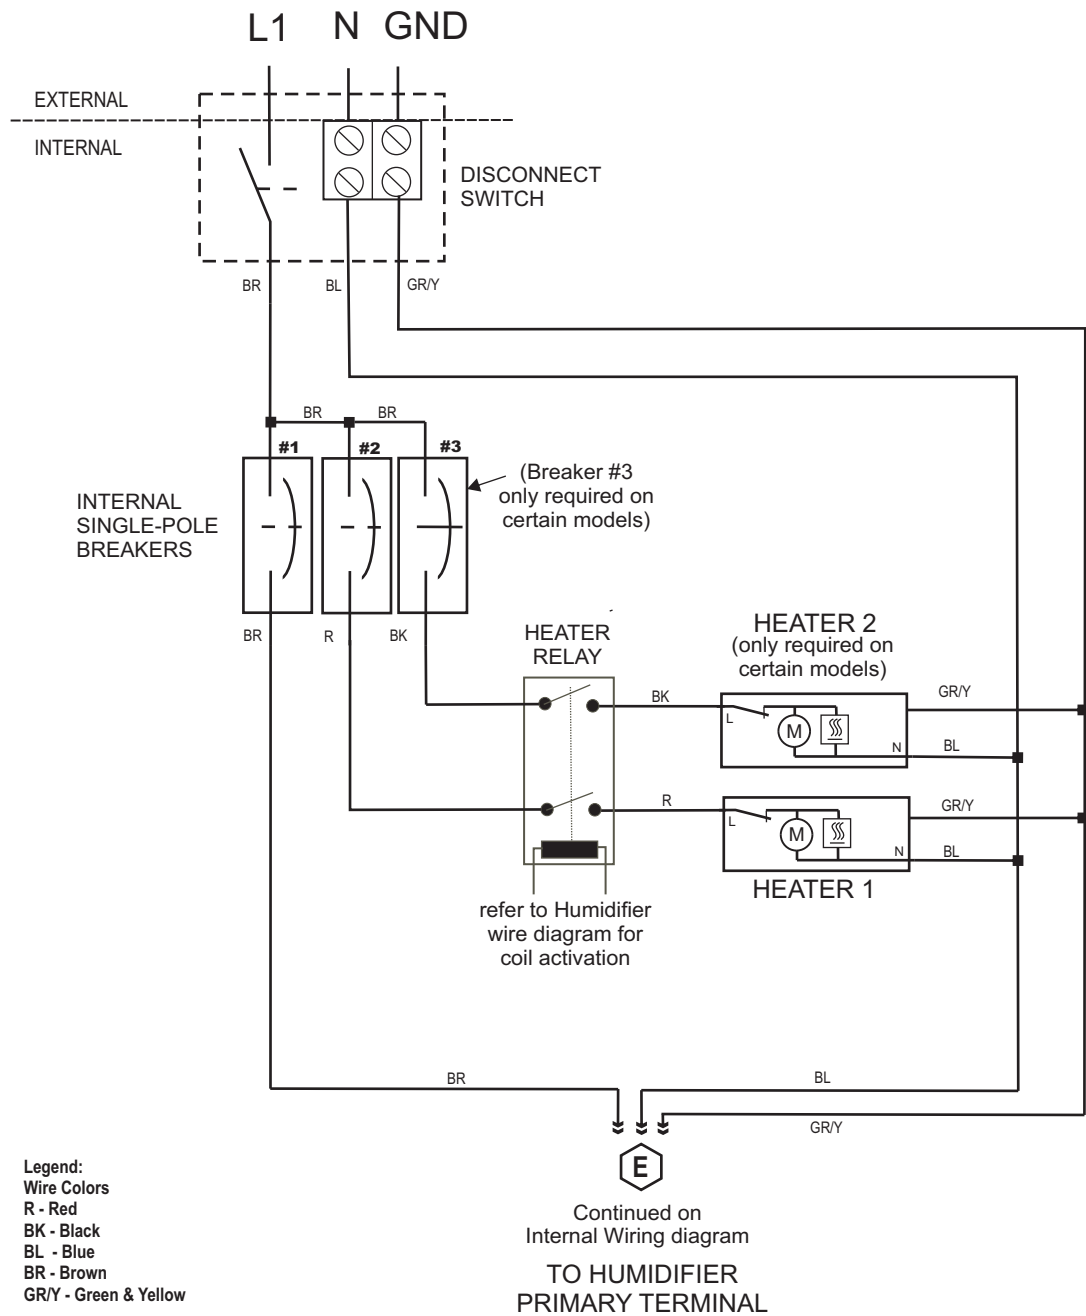 L1 N GND
EXTERNAL
INTERNAL
DISCONNECT
SWITCH
BR BL GR/Y
BR BR
#1 #2 #3
(Breaker #3
only required on
certain models)
INTERNAL
SINGLE-POLE
BREAKERS
BR R BK
HEATER
RELAY
HEATER 2
(only required on
certain models)
BK
GR/Y
L
M
N
BL
R
GR/Y
L
M
N
BL
HEATER 1
refer to Humidifier
wire diagram for
coil activation
BR
BL
GR/Y
E
Continued on
Internal Wiring diagram
TO HUMIDIFIER
PRIMARY TERMINAL
Legend:
Wire Colors
R - Red
BK - Black
BL - Blue
BR - Brown
GR/Y - Green & Yellow